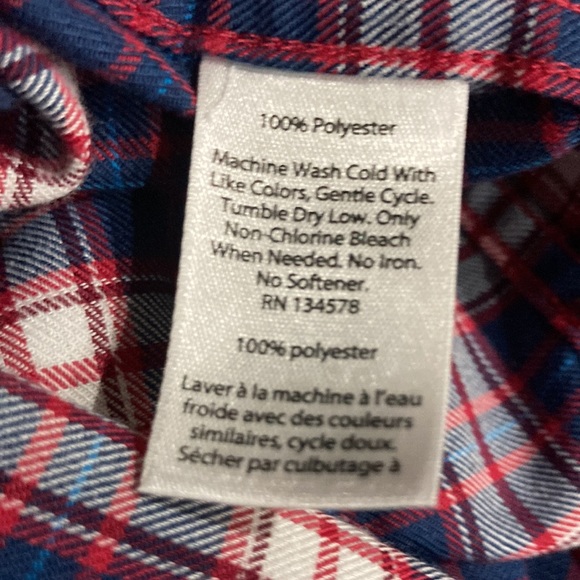 100% Polyester
Machine Wash Cold With
Like Colors, Gentle Cycle.
Tumble Dry Low. Only
Non-Chlorine Bleach
When Needed. No Iron.
No Softener.
RN 134578
100% polyester
Laver à la machine à l'eau
froide avec des couleurs
similaires, cycle doux.
Sécher par culbutage à